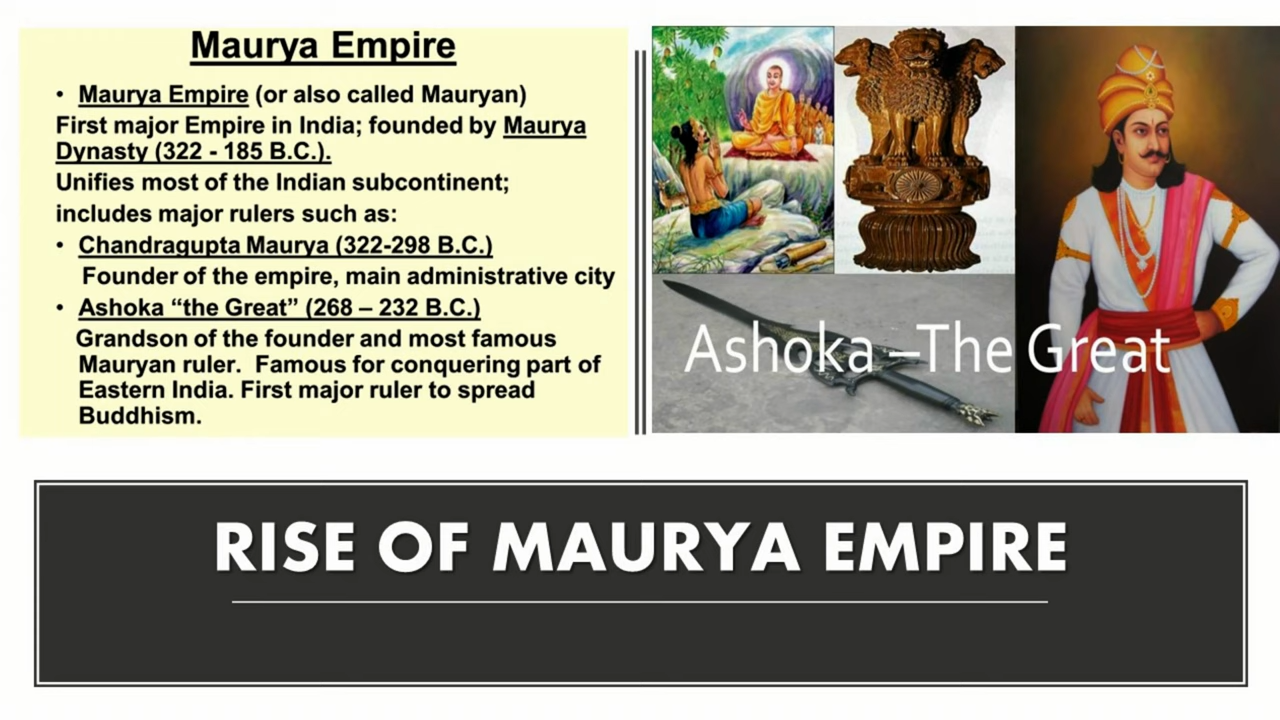 Maurya Empire
• Maurya Empire (or also called Mauryan)
First major Empire in India; founded by Maurya
Dynasty (322 - 185 B.C.).
Unifies most of the Indian subcontinent;
includes major rulers such as:
• Chandragupta Maurya (322-298 B.C.)
Founder of the empire, main administrative city
• Ashoka “the Great” (268 – 232 B.C.)
Grandson of the founder and most famous
Mauryan ruler. Famous for conquering part of
Eastern India. First major ruler to spread
Buddhism.
Ashoka –The Great
RISE OF MAURYA EMPIRE